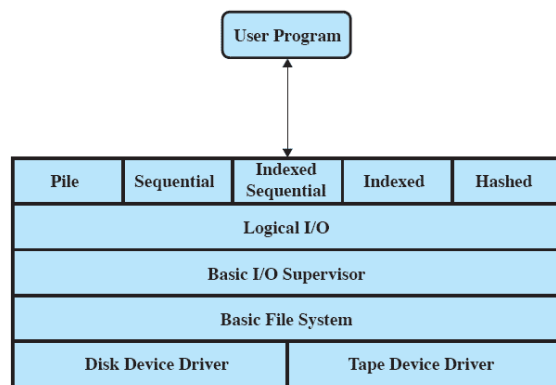 User Program
Pile
Sequential
Indexed
Sequential
Indexed
Hashed
Logical I/O
Basic I/O Supervisor
Basic File System
Disk Device Driver
Tape Device Driver